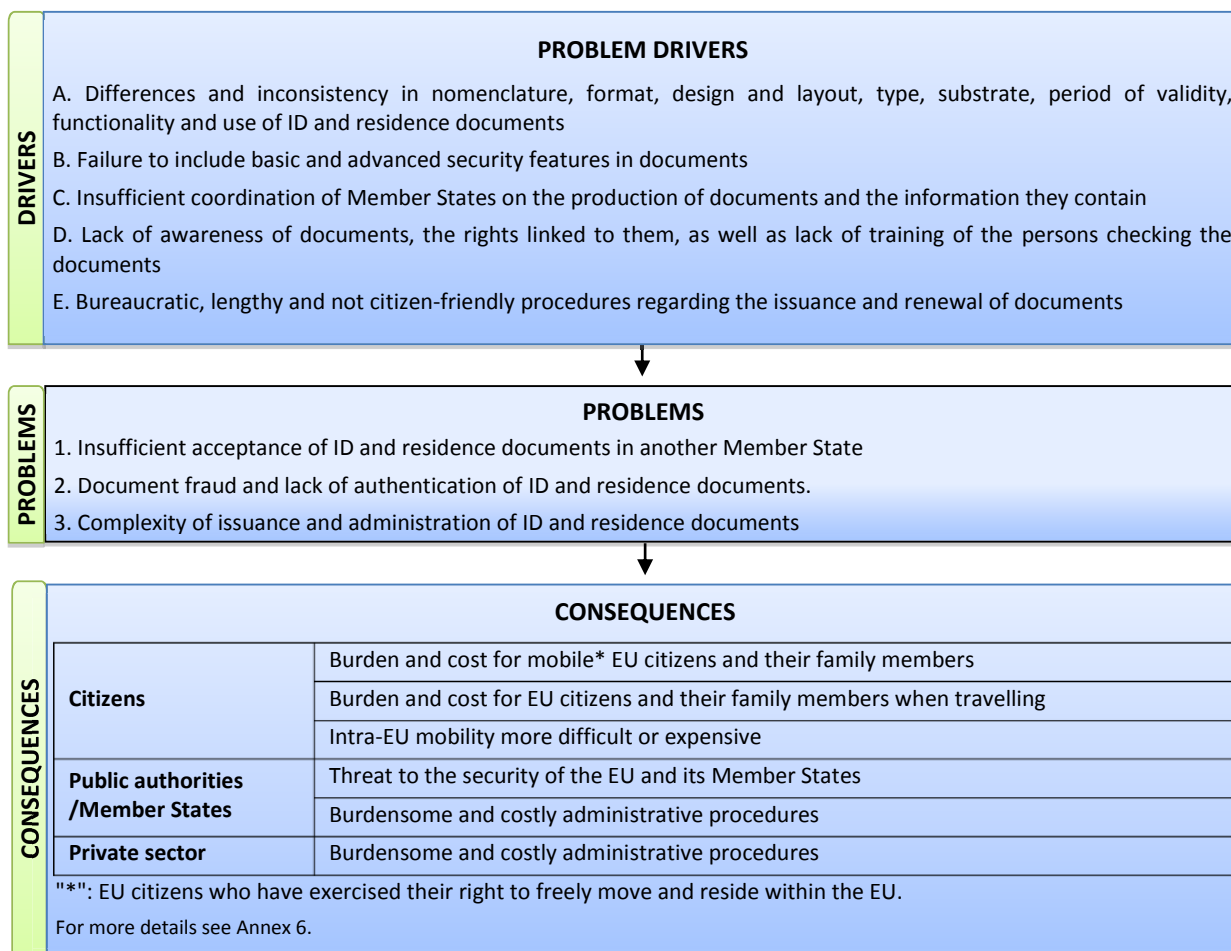 DRIVERS
PROBLEM DRIVERS
A. Differences and inconsistency in nomenclature, format, design and layout, type, substrate, period of validity,
functionality and use of ID and residence documents
B. Failure to include basic and advanced security features in documents
C. Insufficient coordination of Member States on the production of documents and the information they contain
D. Lack of awareness of documents, the rights linked to them, as well as lack of training of the persons checking the
documents
E. Bureaucratic, lengthy and not citizen-friendly procedures regarding the issuance and renewal of documents
PROBLEMS
PROBLEMS
1. Insufficient acceptance of ID and residence documents in another Member State
2. Document fraud and lack of authentication of ID and residence documents.
3. Complexity of issuance and administration of ID and residence documents
CONSEQUENCES
CONSEQUENCES
Citizens
Burden and cost for mobile* EU citizens and their family members
Burden and cost for EU citizens and their family members when travelling
Intra-EU mobility more difficult or expensive
Public authorities
/Member States
Threat to the security of the EU and its Member States
Burdensome and costly administrative procedures
Private sector
Burdensome and costly administrative procedures
"*": EU citizens who have exercised their right to freely move and reside within the EU.
For more details see Annex 6.